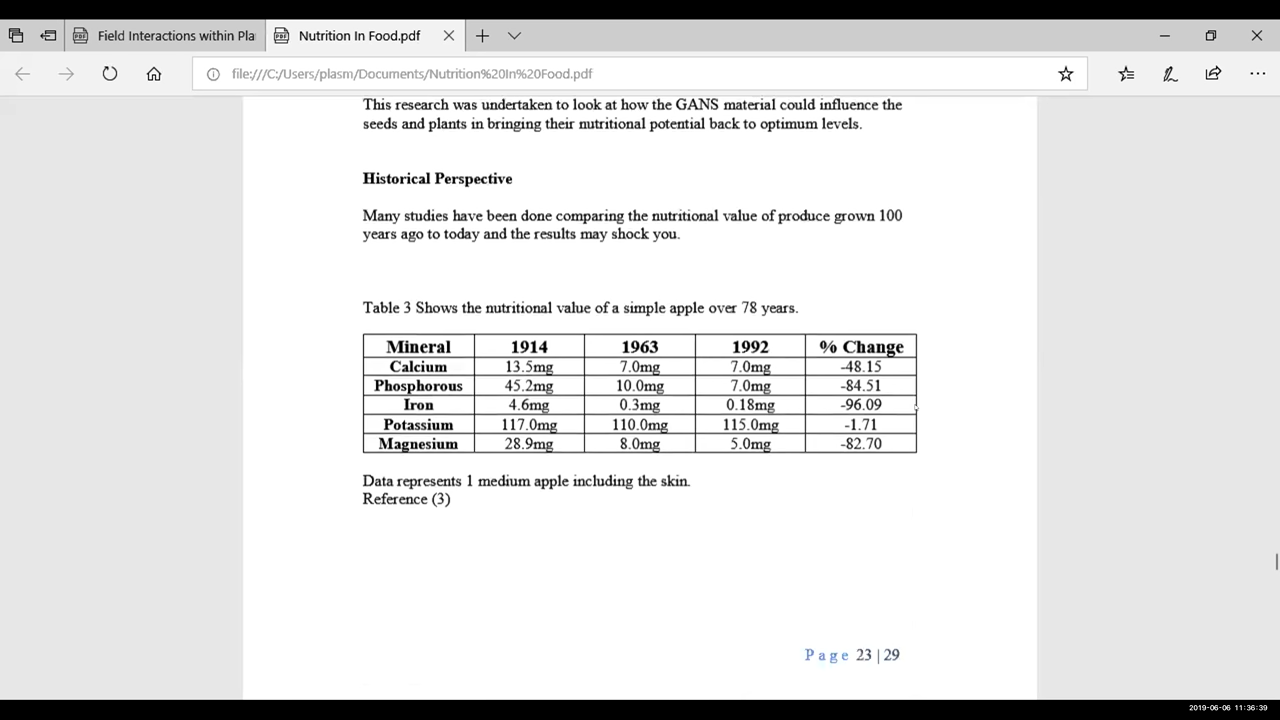 Field Interactions within Pla
Nutrition In Food.pdf
file:///C:/Users/plasm/Documents/Nutrition%20In%20Food.pdf
This research was undertaken to look at how the GANS material could influence the
seeds and plants in bringing their nutritional potential back to optimum levels.
Historical Perspective
Many studies have been done comparing the nutritional value of produce grown 100
years ago to today and the results may shock you.
Table 3 Shows the nutritional value of a simple apple over 78 years.
Mineral 1914 1963 1992 % Change
Calcium 13.5mg 7.0mg 7.0mg -48.15
Phosphorous 45.2mg 10.0mg 7.0mg -84.51
Iron 4.6mg 0.3mg 0.18mg -96.09
Potassium 117.0mg 110.0mg 115.0mg -1.71
Magnesium 28.9mg 8.0mg 5.0mg -82.70
Data represents 1 medium apple including the skin.
Reference (3)
Page 23 | 29
2019-06-06 11:36:39